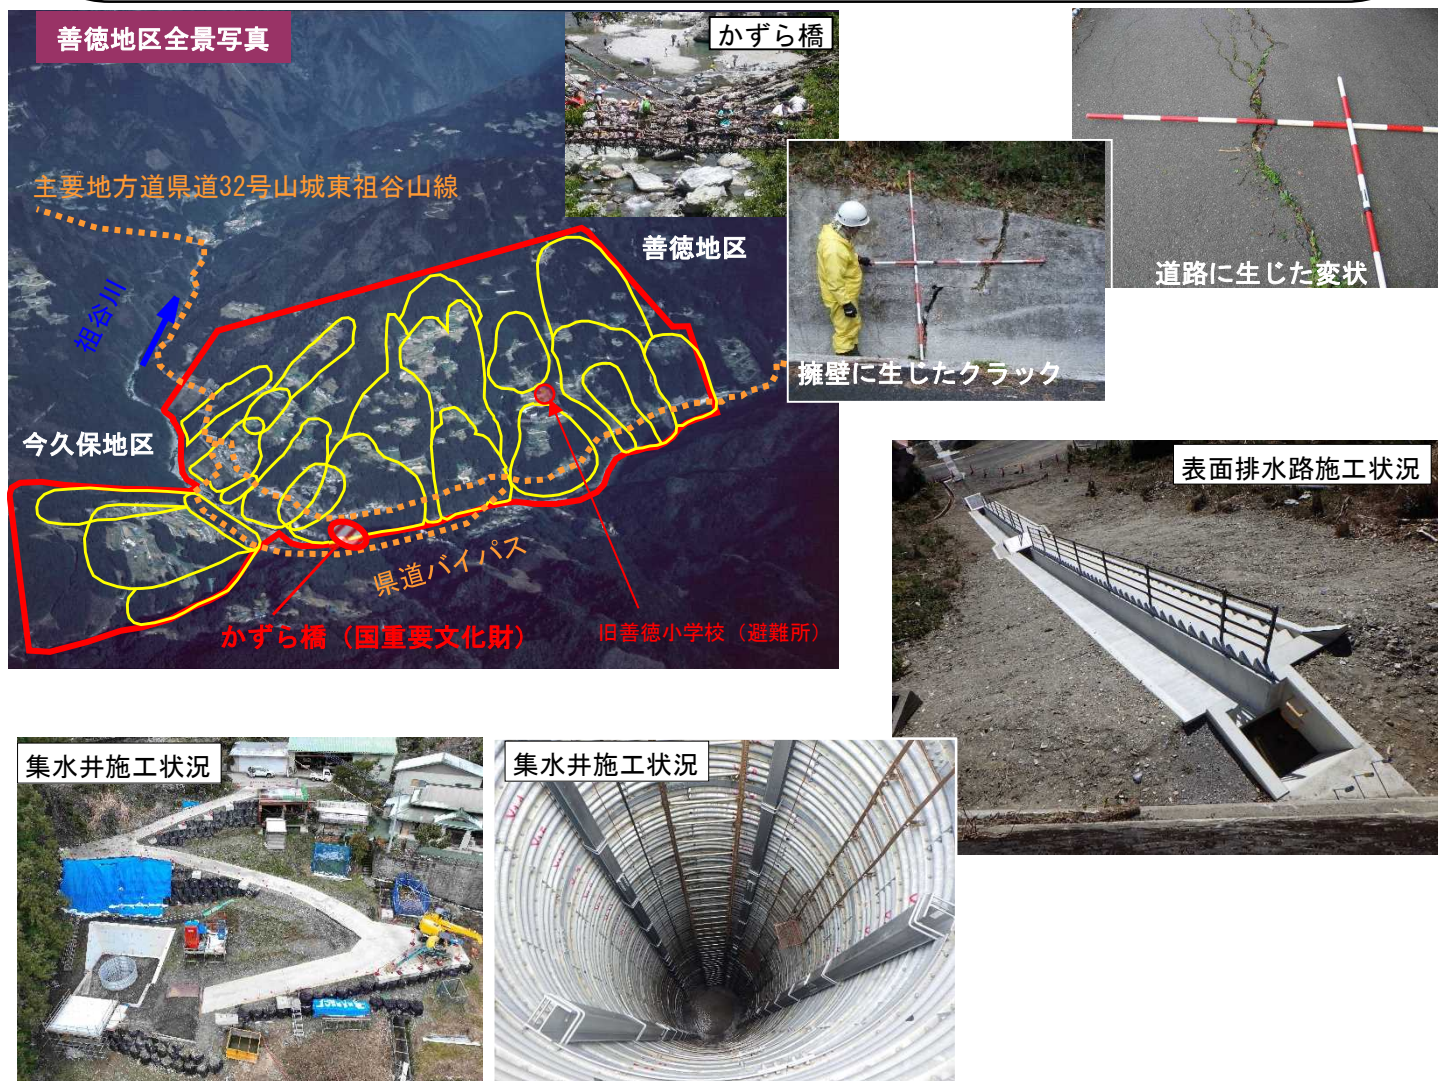 善徳地区全景写真
かずら橋
主要地方道県道32号山城東祖谷山線
善徳地区
祖谷川
道路に生じた変状
擁壁に生じたクラック
今久保地区
表面排水路施工状況
県道バイパス
かずら橋（国重要文化財）
旧善徳小学校（避難所）
集水井施工状況
集水井施工状況